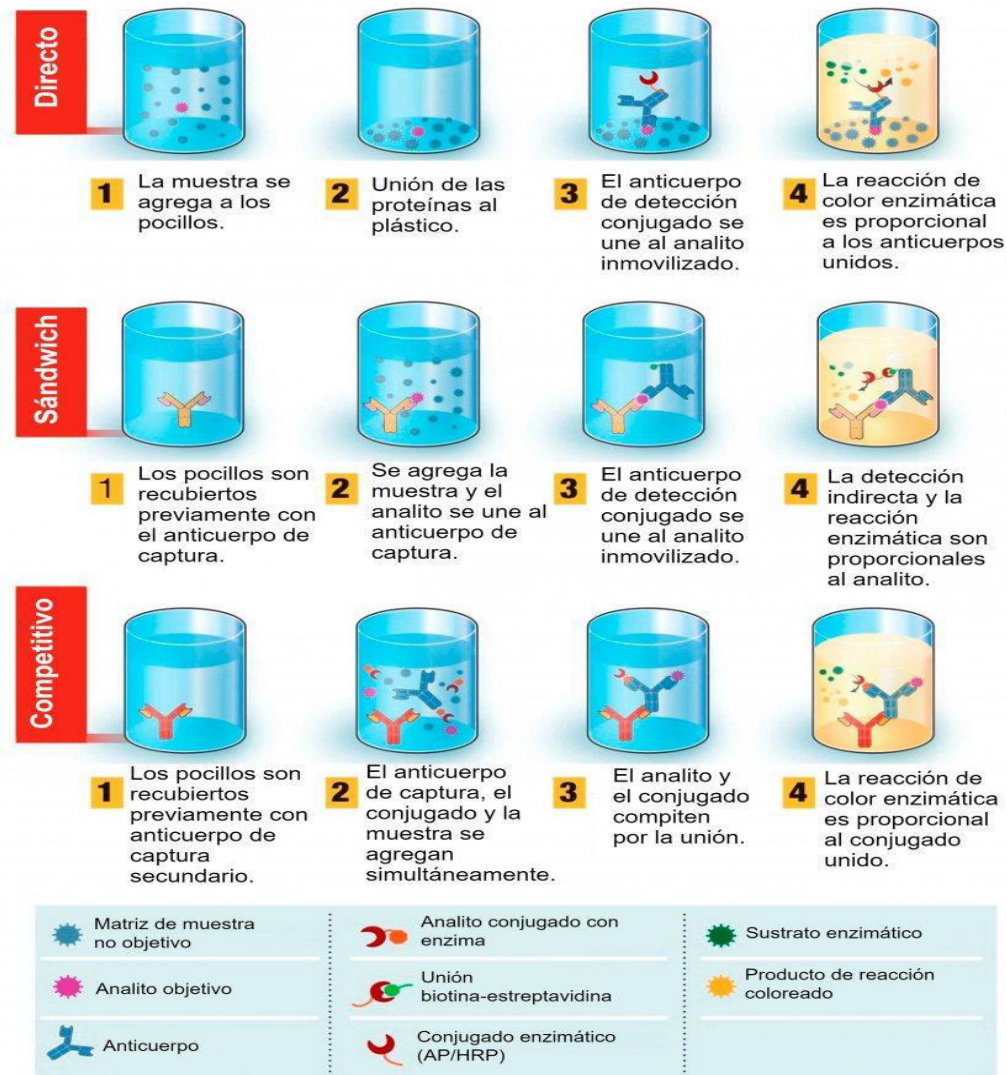 Directo
1 La muestra se
agrega a los
pocillos.
2 Unión de las
proteínas al
plástico.
3 El anticuerpo
de detección
conjugado se
une al analito
inmovilizado.
4 La reacción de
color enzimática
es proporcional
a los anticuerpos
unidos.
Sándwich
1 Los pocillos son
recubiertos
previamente con
el anticuerpo de
captura.
2 Se agrega la
muestra y el
analito se une al
anticuerpo de
captura.
3 El anticuerpo
de detección
conjugado se
une al analito
inmovilizado.
4 La detección
indirecta y la
reacción
enzimática son
proporcionales
al analito.
Competitivo
1 Los pocillos son
recubiertos
previamente con
anticuerpo de
captura
secundario.
2 El anticuerpo
de captura, el
conjugado y la
muestra se
agregan
simultáneamente.
3 El analito y
el conjugado
compiten
por la unión.
4 La reacción de
color enzimática
es proporcional
al conjugado
unido.
Matriz de muestra
no objetivo
Analito objetivo
Anticuerpo
Analito conjugado con
enzima
Unión
biotina-estreptavidina
Conjugado enzimático
(AP/HRP)
Sustrato enzimático
Producto de reacción
coloreado